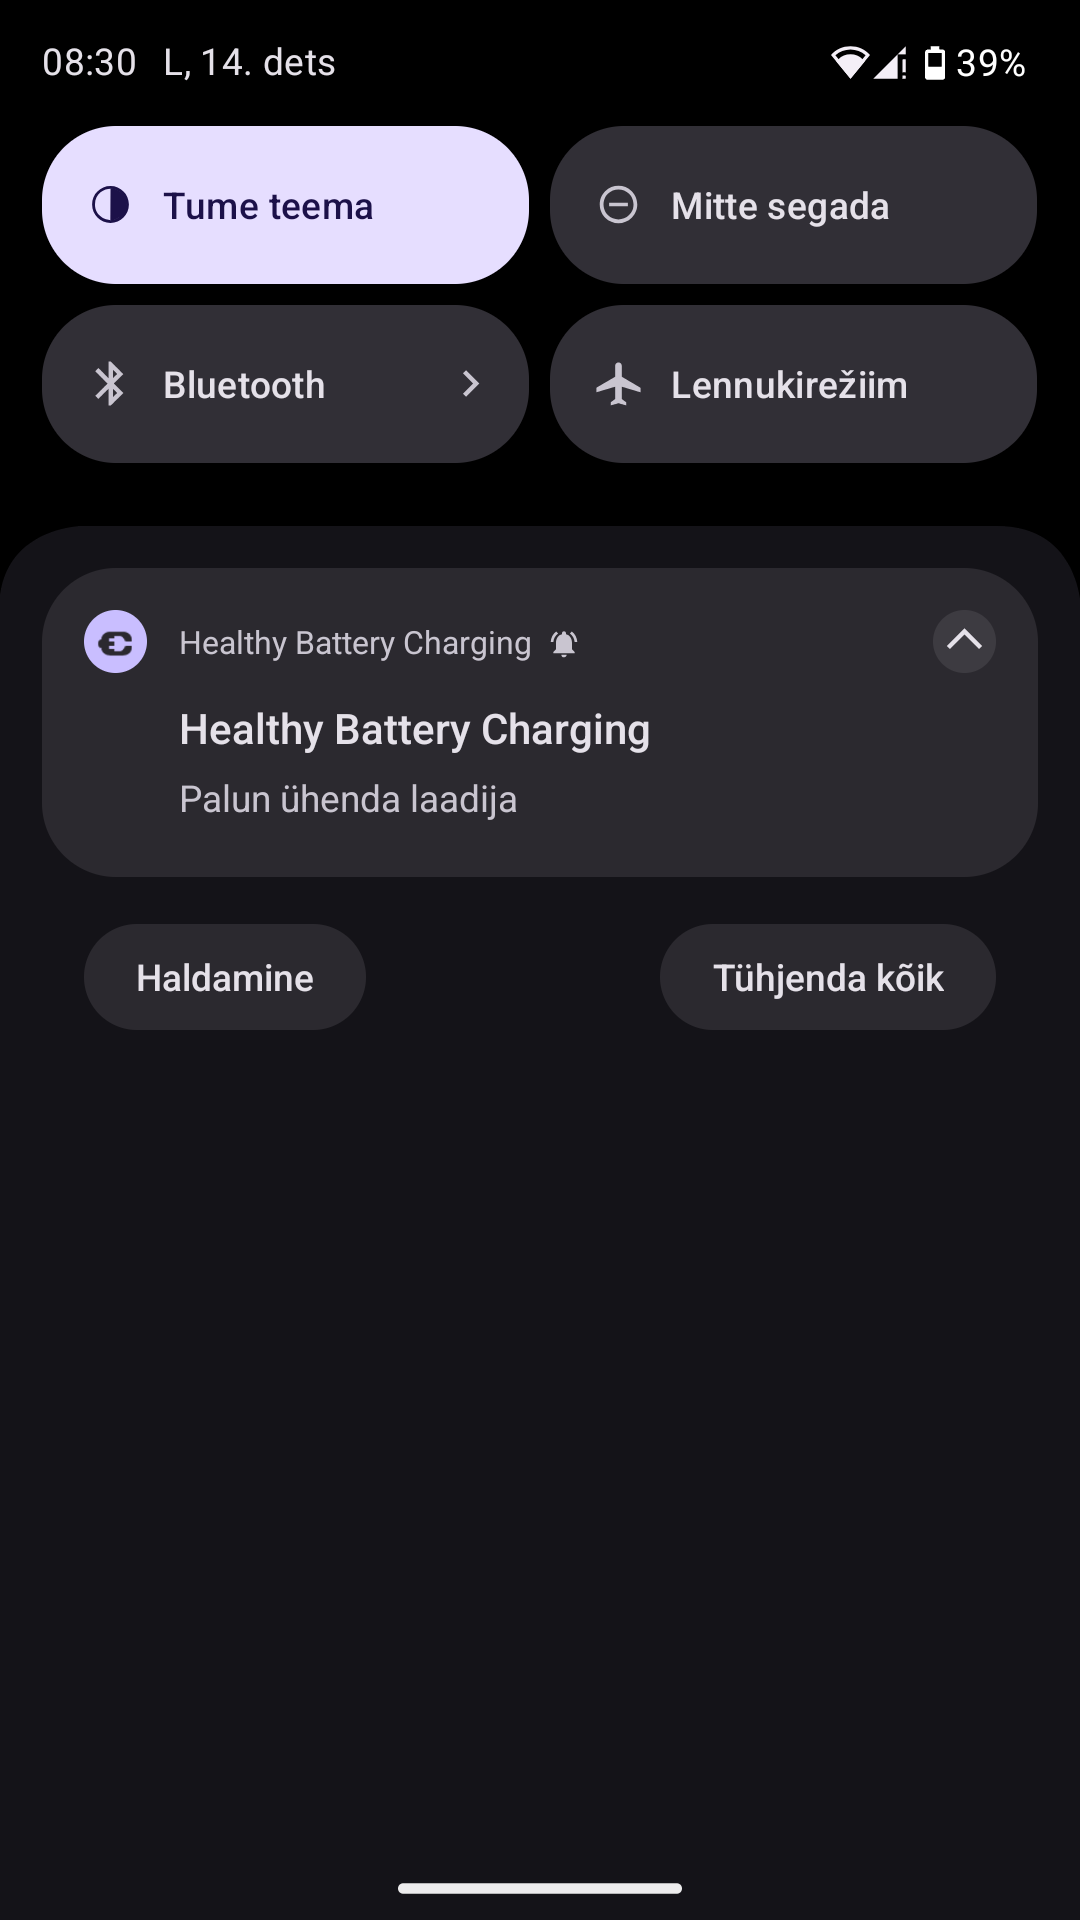 08:30 L, 14. dets 39%
Tume teema
Mitte segada
Bluetooth
Lennukirežiim
Healthy Battery Charging
Healthy Battery Charging
Palun ühenda laadija
Haldamine
Tühjenda kõik